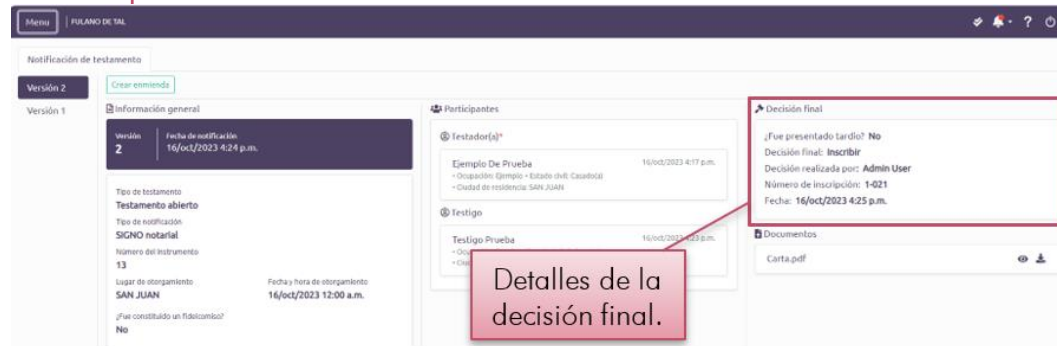 Menu | FULANO DE TAL
?
Notificación de testamento
Versión 2
Versión 1
Crear enmienda
Información general
Versión
2
Fecha de notificación
16/oct/2023 4:24 p.m.
Tipo de testamento
Testamento abierto
Tipo de notificación
SIGNO notarial
Número del instrumento
13
Lugar de otorgamiento
SAN JUAN
Fecha y hora de otorgamiento
16/oct/2023 12:00 a.m.
¿Fue constituido un fideicomiso?
No
Participantes
Testador(a)*
Ejemplo De Prueba
16/oct/2023 4:17 p.m.
• Ocupación: Ejemplo • Estado civil: Casado(a)
• Ciudad de residencia: SAN JUAN
Testigo
Testigo Prueba
16/oct/2023 4:23 p.m.
Decisión final
¿Fue presentado tardío? No
Decisión final: Inscribir
Decisión realizada por: Admin User
Número de inscripción: 1-021
Fecha: 16/oct/2023 4:25 p.m.
Documentos
Carta.pdf
Detalles de la
decisión final.